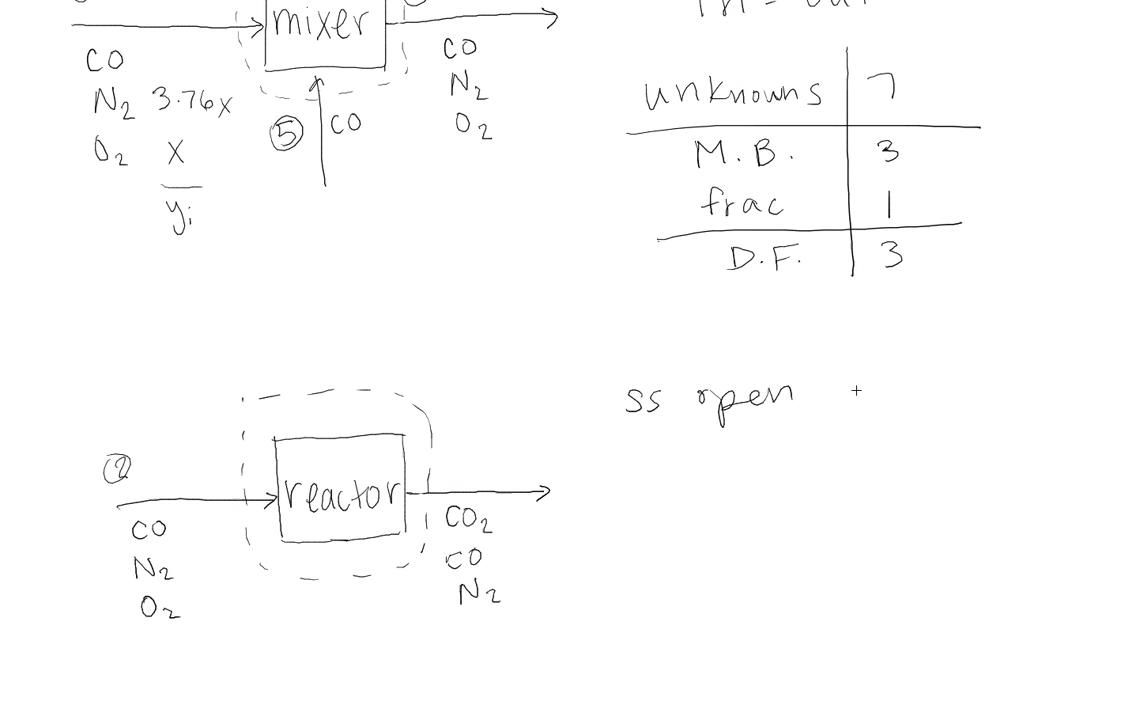 mixer
CO
N2 3.76x
O2 x
yi
⑤ CO
CO
N2
O2
unknowns 7
M.B. 3
frac 1
D.F. 3
ss open
②
reactor
CO
N2
O2
CO2
CO
N2